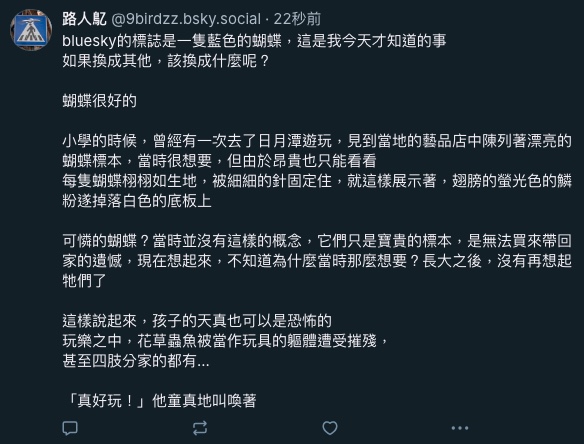 路人鳦 @9birdzz.bsky.social · 22秒前
bluesky的標誌是一隻藍色的蝴蝶，這是我今天才知道的事
如果換成其他，該換成什麼呢？
蝴蝶很好的
小學的時候，曾經有一次去了日月潭遊玩，見到當地的藝品店中陳列著漂亮的
蝴蝶標本，當時很想要，但由於昂貴也只能看看
每隻蝴蝶栩栩如生地，被細細的針固定住，就這樣展示著，翅膀的螢光色的鱗
粉遂掉落白色的底板上
可憐的蝴蝶？當時並沒有這樣的概念，它們只是寶貴的標本，是無法買來帶回
家的遺憾，現在想起來，不知道為什麼當時那麼想要？長大之後，沒有再想起
牠們了
這樣說起來，孩子的天真也可以是恐怖的
玩樂之中，花草蟲魚被當作玩具的軀體遭受摧殘，
甚至四肢分家的都有...
「真好玩！」他童真地叫喚著